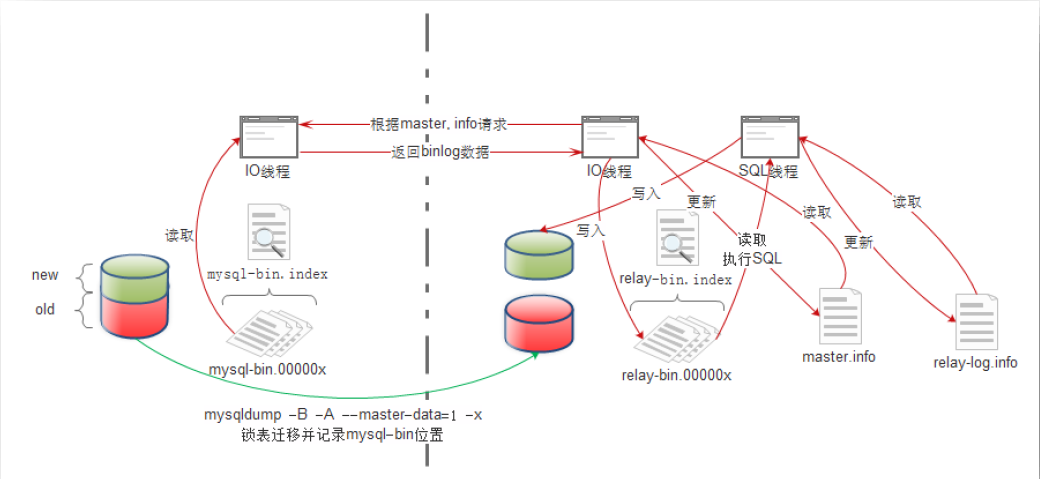 根据master,info请求
返回binlog数据
IO线程
IO线程
SQL线程
写入
更新
读取
读取
读取
写入
读取
执行SQL
更新
new
old
mysql-bin.index
relay-bin.index
mysql-bin.00000x
relay-bin.00000x
master.info
relay-log.info
mysqldump -B -A --master-data=1 -x
锁表迁移并记录mysql-bin位置